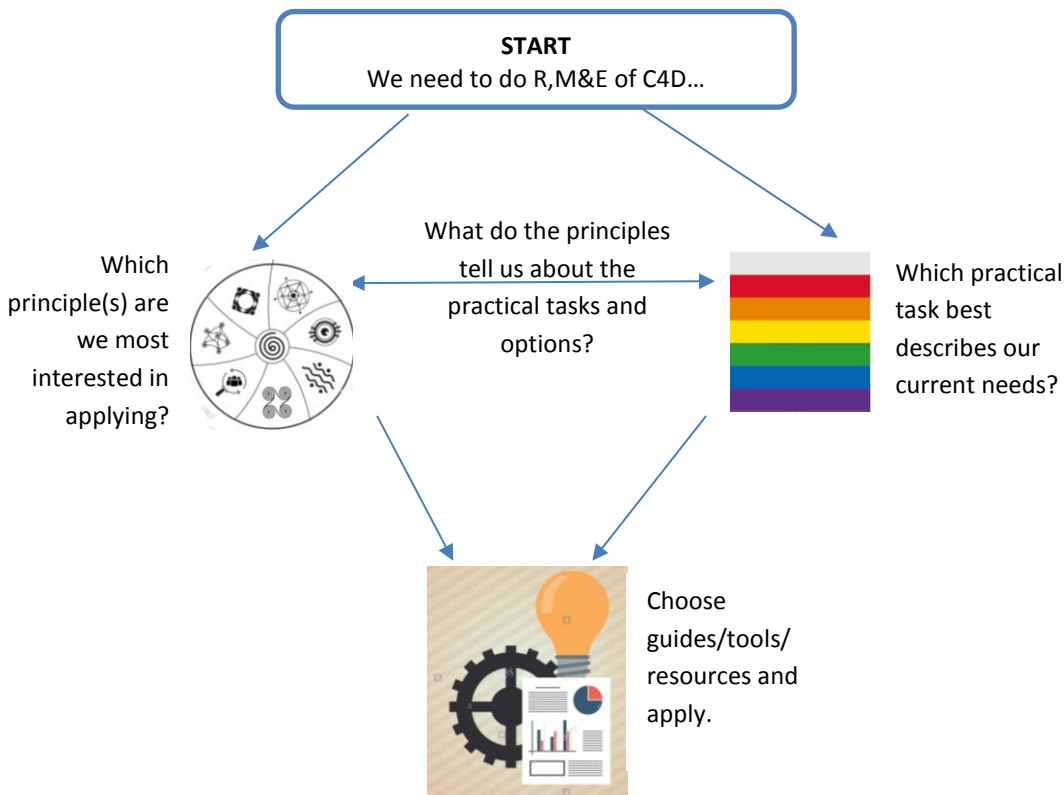 START
We need to do R,M&E of C4D…
What do the principles
tell us about the
practical tasks and
options?
Which
principle(s) are
we most
interested in
applying?
Which practical
task best
describes our
current needs?
Choose
guides/tools/
resources and
apply.